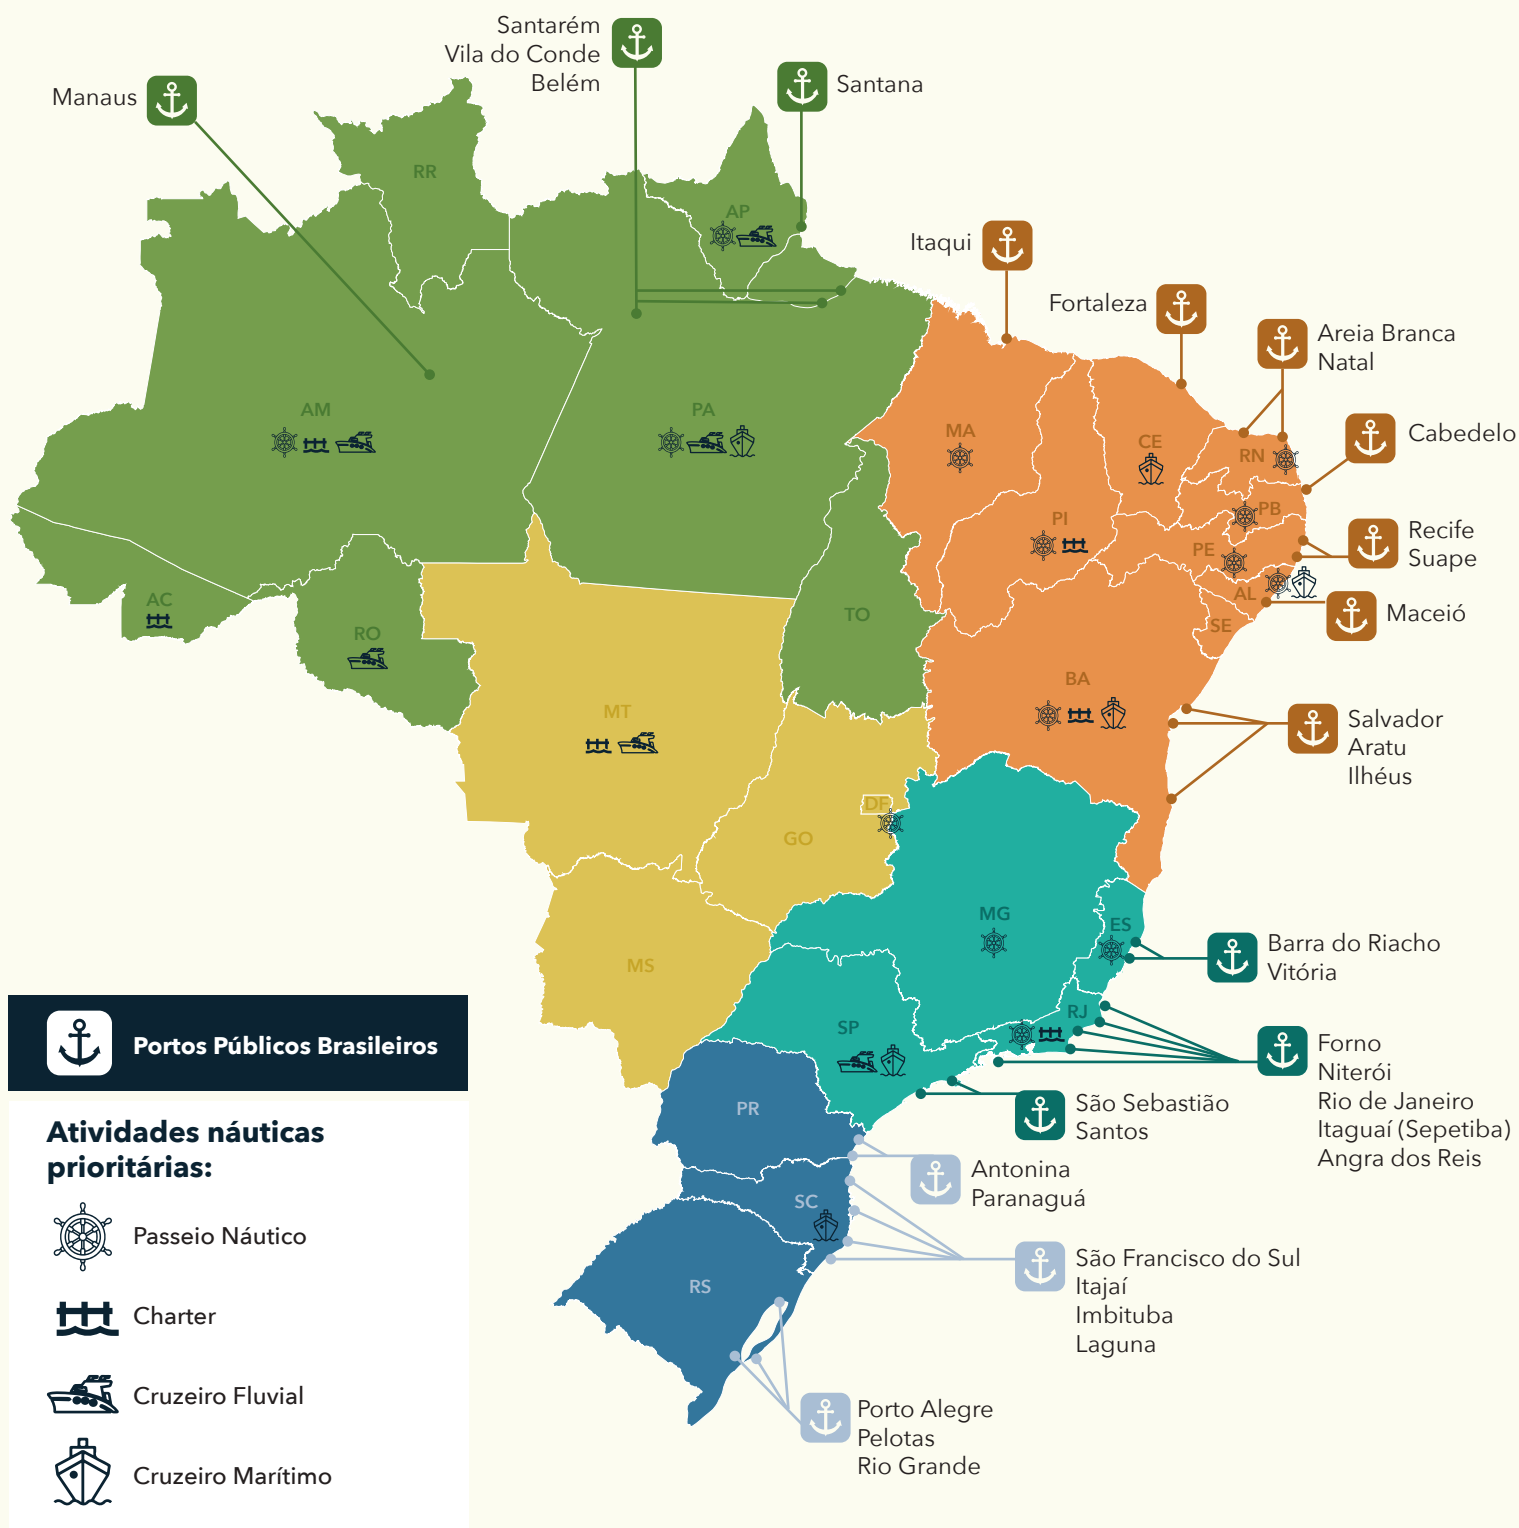 Santarém
Vila do Conde
Belém
Santana
Manaus
RR
AP
Itaqui
Fortaleza
Areia Branca
Natal
AM
PA
MA
CE
RN
Cabedelo
PB
PI
PE
Recife
Suape
AL
Maceió
AC
RO
TO
SE
BA
MT
Salvador
Aratu
Ilhéus
DF
GO
MG
ES
Barra do Riacho
Vitória
MS
SP
RJ
Forno
Niterói
Rio de Janeiro
Itaguaí (Sepetiba)
Angra dos Reis
São Sebastião
Santos
PR
Antonina
Paranaguá
SC
São Francisco do Sul
Itajaí
Imbituba
Laguna
RS
Porto Alegre
Pelotas
Rio Grande
Portos Públicos Brasileiros
Atividades náuticas
prioritárias:
Passeio Náutico
Charter
Cruzeiro Fluvial
Cruzeiro Marítimo